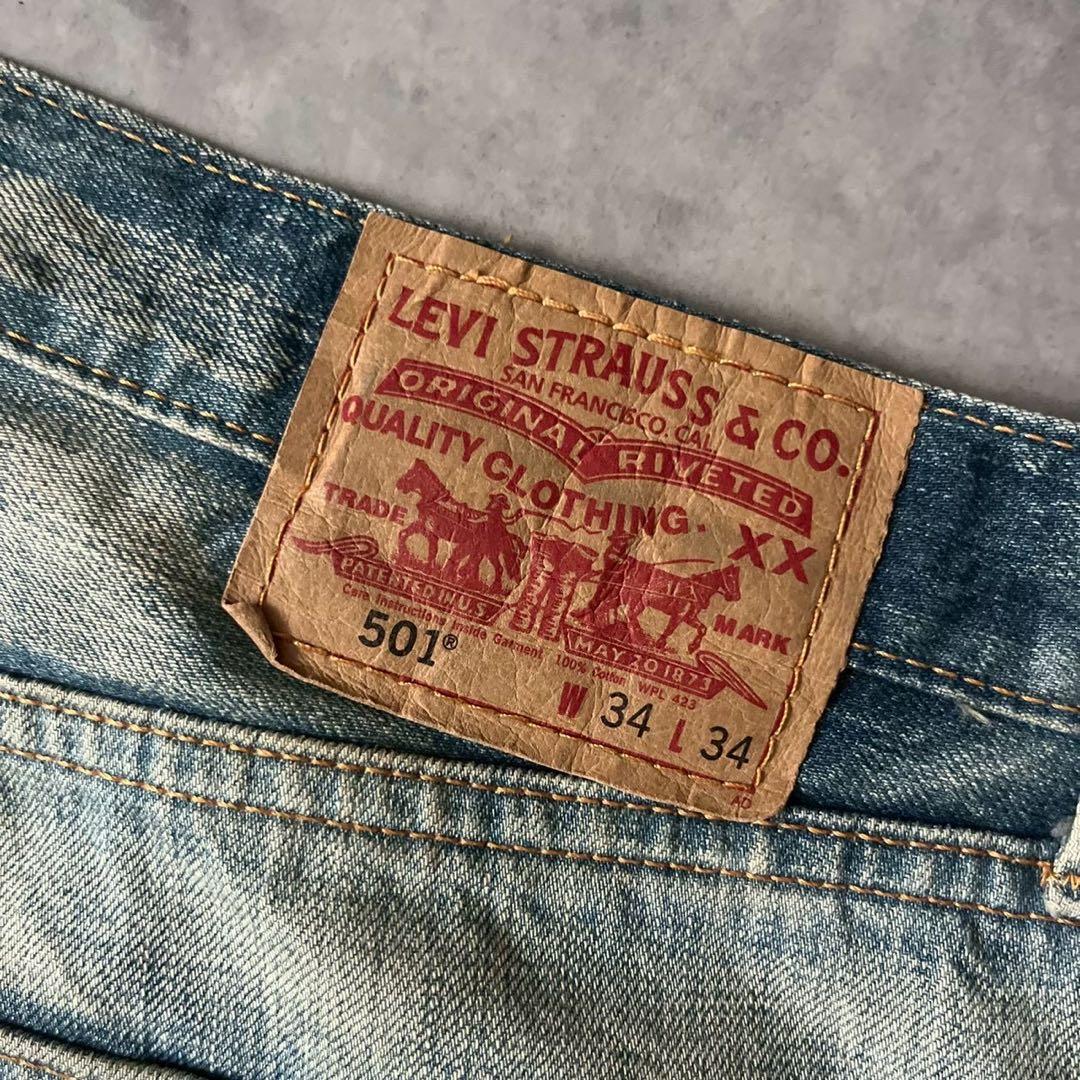 LEVI STRAUSS & CO.
SAN FRANCISCO. CAL.
ORIGINAL RIVETED
QUALITY CLOTHING. XX
TRADE MARK
PATENTED IN U.S.
MAY 20 1873
Care Instructions Inside Garment 100% Cotton WPL 423
501®
W 34 L 34
AD